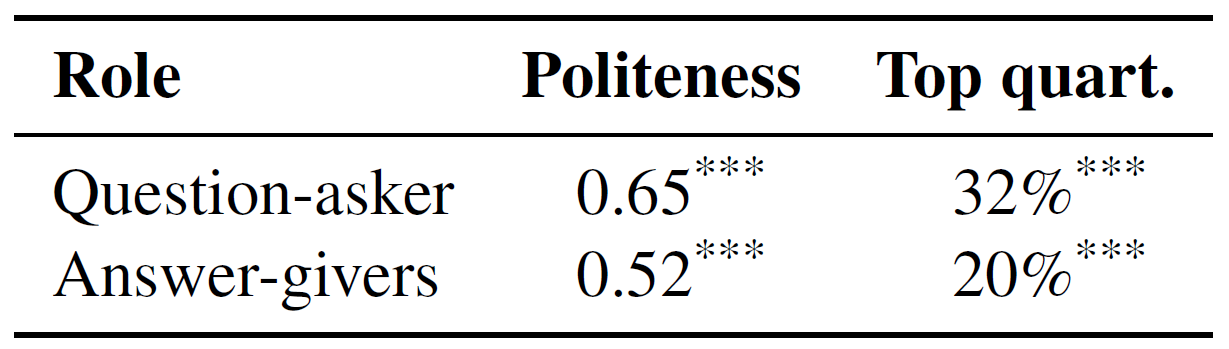 Role Politeness Top quart.
Question-asker 0.65*** 32%***
Answer-givers 0.52*** 20%***